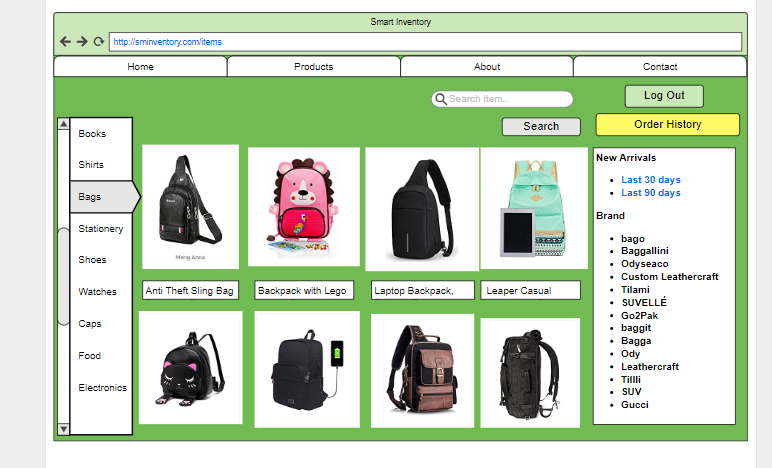 Smart Inventory
http://sminventory.com/items
Home
Products
About
Contact
Search Item..
Log Out
Search
Order History
Books
Shirts
Bags
Stationery
Shoes
Watches
Caps
Food
Electronics
Meng Anna
Anti Theft Sling Bag
Backpack with Lego
Laptop Backpack,
Leaper Casual
New Arrivals
Last 30 days
Last 90 days
Brand
bago
Baggallini
Odyseaco
Custom Leathercraft
Tilami
SUVELLÉ
Go2Pak
baggit
Bagga
Ody
Leathercraft
Tillli
SUV
Gucci